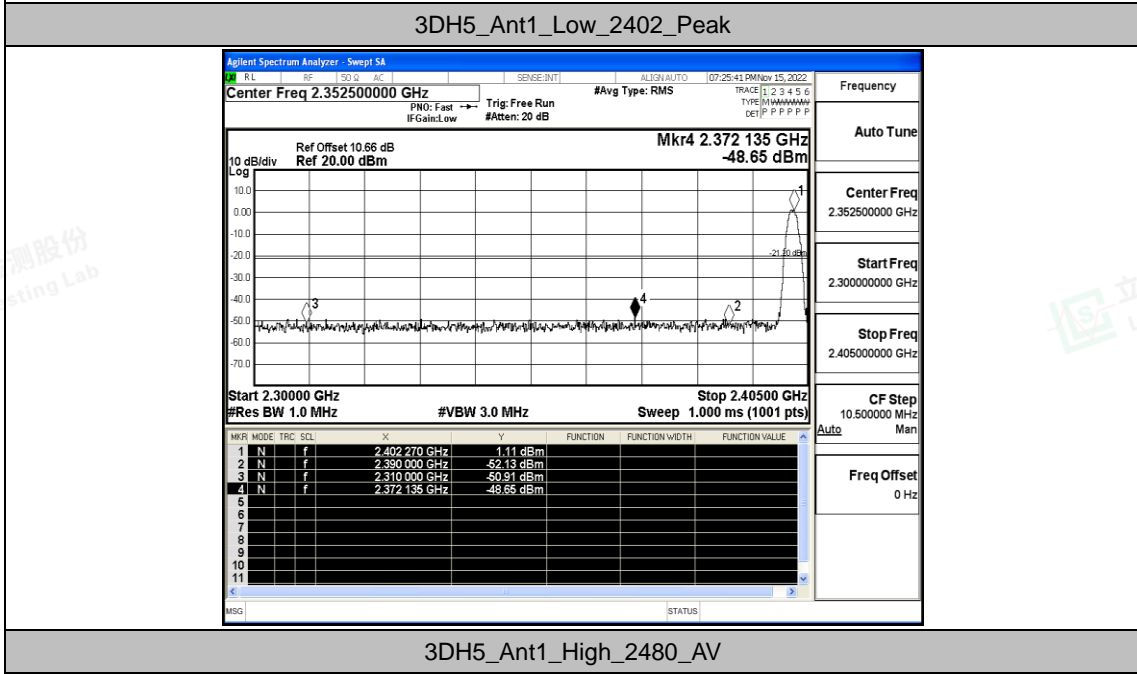 3DH5_Ant1_Low_2402_Peak
Agilent Spectrum Analyzer - Swept SA
LXI RL RF 50 Ω AC SENSE:INT ALIGN AUTO 07:25:41 PM Nov 15, 2022
Center Freq 2.352500000 GHz
PNO: Fast
IFGain:Low
Trig: Free Run
#Atten: 20 dB
#Avg Type: RMS
TRACE 1 2 3 4 5 6
TYPE M W W W W W
DET P P P P P P
Frequency
Auto Tune
Center Freq
2.352500000 GHz
Start Freq
2.300000000 GHz
Stop Freq
2.405000000 GHz
CF Step
10.500000 MHz
Auto Man
Freq Offset
0 Hz
Mkr4 2.372 135 GHz
-48.65 dBm
Ref Offset 10.66 dB
10 dB/div Ref 20.00 dBm
Log
10.0
0.00
-10.0
-20.0
-30.0
-40.0
-50.0
-60.0
-70.0
1
-21.20 dBm
3
4
2
Start 2.30000 GHz Stop 2.40500 GHz
#Res BW 1.0 MHz #VBW 3.0 MHz Sweep 1.000 ms (1001 pts)
MKR MODE TRC SCL X Y FUNCTION FUNCTION WIDTH FUNCTION VALUE
1 N f 2.402 270 GHz 1.11 dBm
2 N f 2.390 000 GHz -52.13 dBm
3 N f 2.310 000 GHz -50.91 dBm
4 N f 2.372 135 GHz -48.65 dBm
5
6
7
8
9
10
11
MSG STATUS
3DH5_Ant1_High_2480_AV
测股份
sting Lab
立